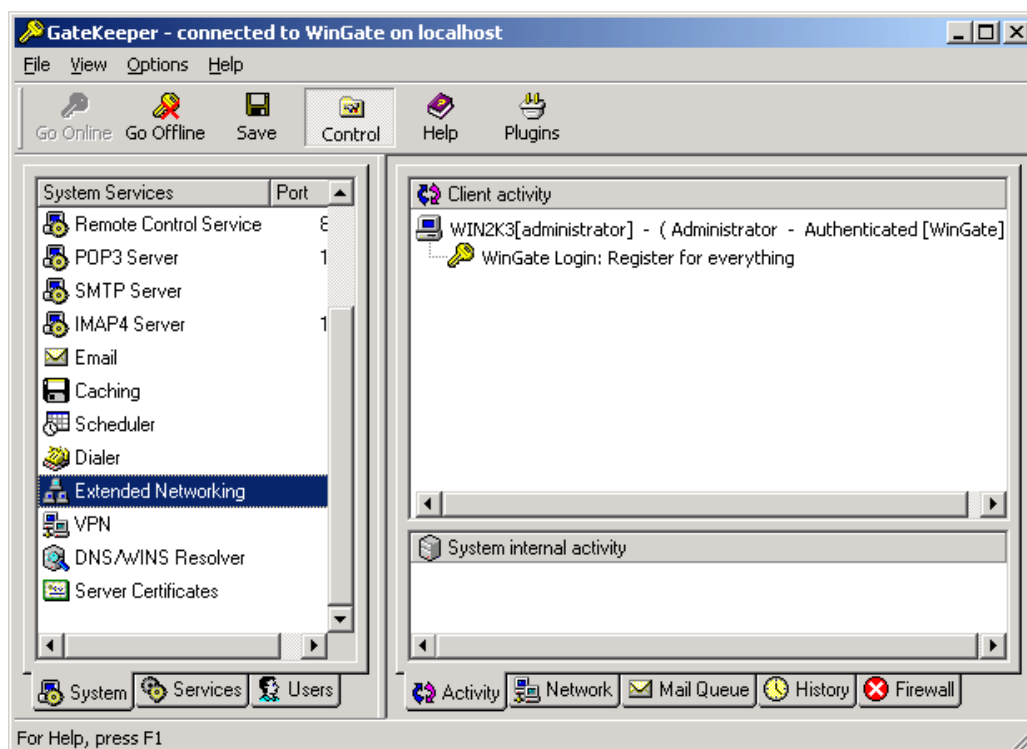 GateKeeper - connected to WinGate on localhost
File View Options Help
Go Online Go Offline Save Control Help Plugins
System Services Port
Remote Control Service 8
POP3 Server 1
SMTP Server
IMAP4 Server 1
Email
Caching
Scheduler
Dialer
Extended Networking
VPN
DNS/WINS Resolver
Server Certificates
System Services Users
Client activity
WIN2K3[administrator] - ( Administrator - Authenticated [WinGate]
WinGate Login: Register for everything
System internal activity
Activity Network Mail Queue History Firewall
For Help, press F1